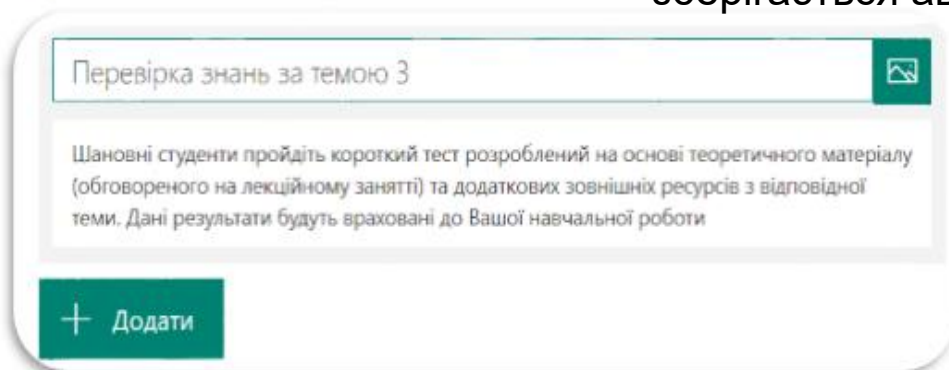 Перевірка знань за темою 3
Шановні студенти пройдіть короткий тест розроблений на основі теоретичного матеріалу
(обговореного на лекційному занятті) та додаткових зовнішніх ресурсів з відповідної
теми. Дані результати будуть враховані до Вашої навчальної роботи
+ Додати